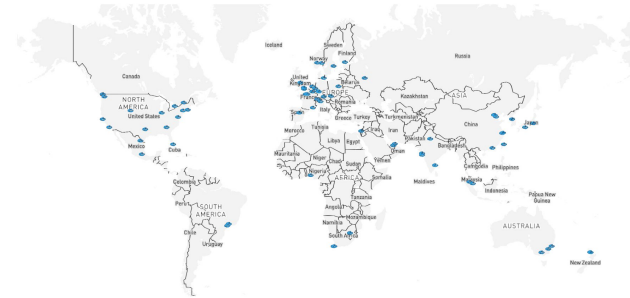 Iceland
Sweden
Finland
Norway
Russia
Canada
United
Kingdom
Belarus
EUROPE
France
Romania
Kazakhstan
ASIA
NORTH
AMERICA
United States
Spain
Italy
Greece
Turkey
Turkmenistan
China
Japan
Morocco
Tunisia
Iraq
Iran
Pakistan
Mexico
Cuba
Libya
Egypt
Oman
Bangladesh
Mauritania
Niger
Chad
Sudan
Yemen
Cambodia
Philippines
Colombia
Nigeria
AFRICA
Somalia
Maldives
Malaysia
Indonesia
Peru
SOUTH
AMERICA
Tanzania
Papua New
Guinea
Angola
Mozambique
Namibia
Chile
Uruguay
South Africa
AUSTRALIA
New Zealand